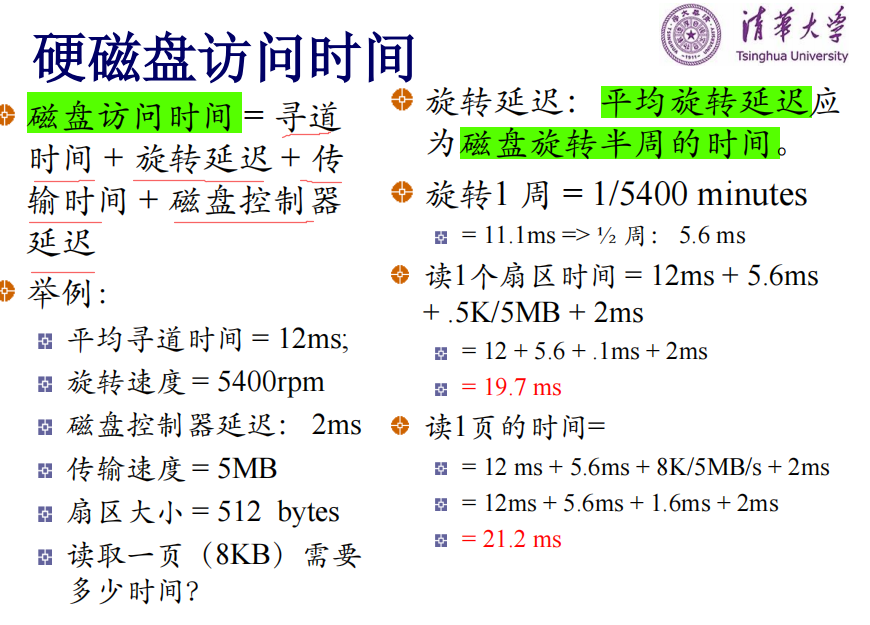 硬磁盘访问时间
清华大学
Tsinghua University
磁盘访问时间 = 寻道
时间 + 旋转延迟 + 传
输时间 + 磁盘控制器
延迟
举例：
平均寻道时间 = 12ms;
旋转速度 = 5400rpm
磁盘控制器延迟： 2ms
传输速度 = 5MB
扇区大小 = 512 bytes
读取一页（8KB）需要
多少时间?
旋转延迟： 平均旋转延迟应
为磁盘旋转半周的时间。
旋转1 周 = 1/5400 minutes
= 11.1ms => ½ 周： 5.6 ms
读1个扇区时间 = 12ms + 5.6ms
+ .5K/5MB + 2ms
= 12 + 5.6 + .1ms + 2ms
= 19.7 ms
读1页的时间=
= 12 ms + 5.6ms + 8K/5MB/s + 2ms
= 12ms + 5.6ms + 1.6ms + 2ms
= 21.2 ms